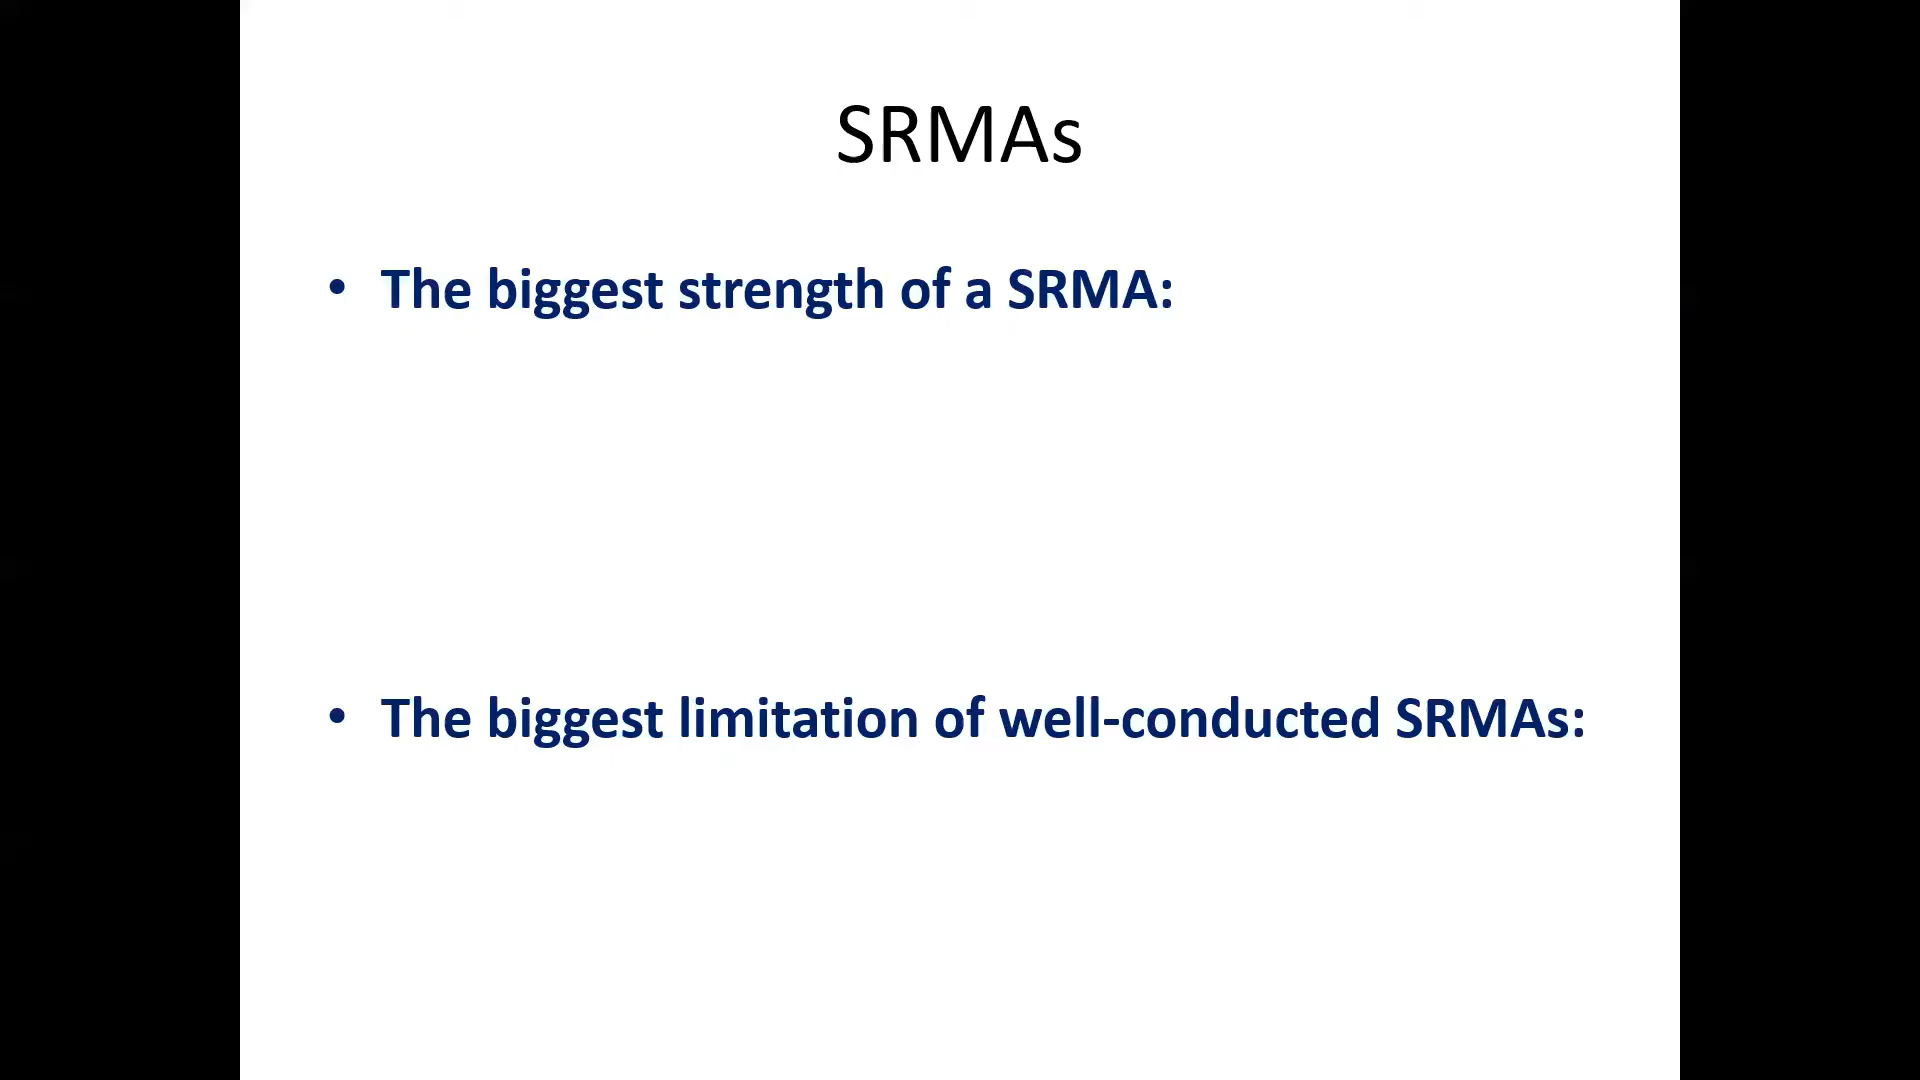 SRMAs
• The biggest strength of a SRMA:
• The biggest limitation of well-conducted SRMAs: